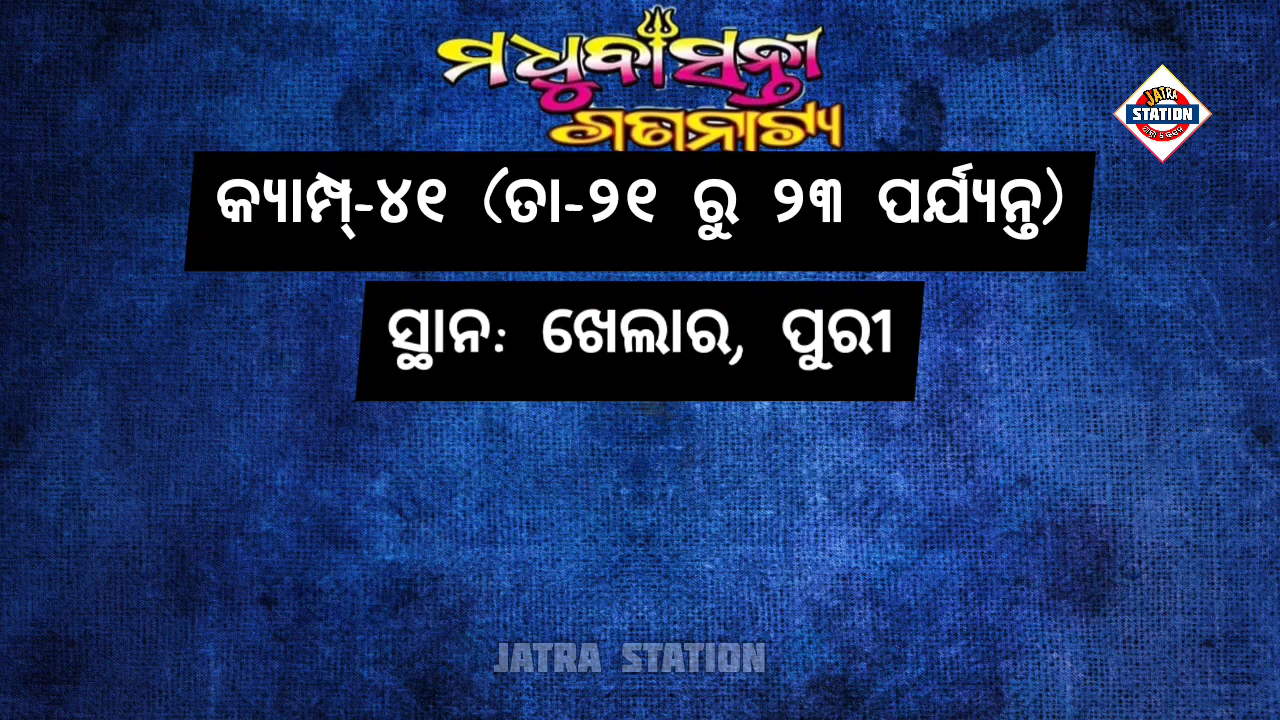 ମଧୁବାସନ୍ତୀ
ଗଣନାଟ୍ୟ
JATRA
STATION
କ୍ୟାମ୍ପ୍-୪୧ (ତା-୨୧ ରୁ ୨୩ ପର୍ଯ୍ୟନ୍ତ)
ସ୍ଥାନ: ଖେଲାର, ପୁରୀ
JATRA STATION